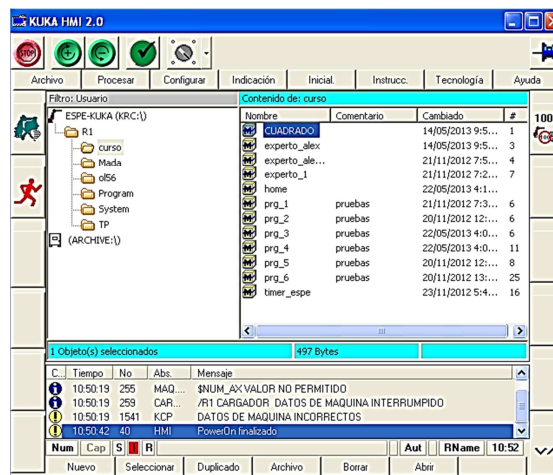 KUKA HMI 2.0
STOP
Archivo Procesar Configurar Indicación Inicial. Instrucc. Tecnología Ayuda
Filtro: Usuario Contenido de: curso
ESPE-KUKA (KRC:\)
R1
curso
Mada
ol56
Program
System
TP
(ARCHIVE:\)
Nombre Comentario Cambiado #
CUADRADO 14/05/2013 9:5... 1
experto_alex 14/05/2013 9:5... 3
experto_ale... 21/11/2012 7:5... 4
experto_1 21/11/2012 7:2... 7
home 22/05/2013 4:1...
prg_1 pruebas 21/11/2012 7:3... 6
prg_2 pruebas 20/11/2012 12:... 6
prg_3 pruebas 22/05/2013 4:0... 6
prg_4 pruebas 22/05/2013 4:0... 11
prg_5 pruebas 20/11/2012 12:... 8
prg_6 pruebas 20/11/2012 13:... 25
timer_espe 23/11/2012 5:4... 16
100
1 Objeto(s) seleccionados 497 Bytes
C... Tiempo No Abs. Mensaje
10:50:19 255 MAQ.... $NUM_AX VALOR NO PERMITIDO
10:50:19 259 CAR... /R1 CARGADOR DATOS DE MAQUINA INTERRUMPIDO
10:50:19 1541 KCP DATOS DE MAQUINA INCORRECTOS
10:50:42 40 HMI PowerOn finalizado
Num Cap S I R Aut RName 10:52
Nuevo Seleccionar Duplicado Archivo Borrar Abrir